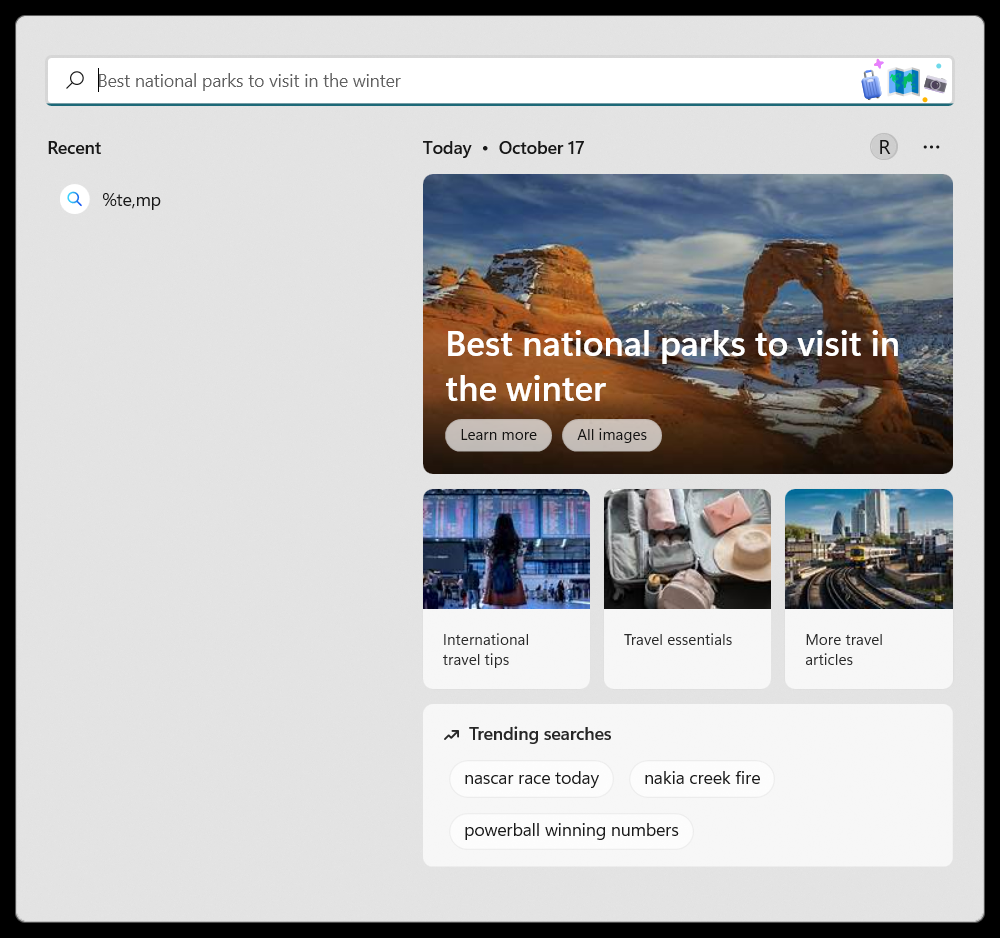 Best national parks to visit in the winter
Recent
%te,mp
Today • October 17
R
Best national parks to visit in
the winter
Learn more
All images
International
travel tips
Travel essentials
More travel
articles
Trending searches
nascar race today
nakia creek fire
powerball winning numbers